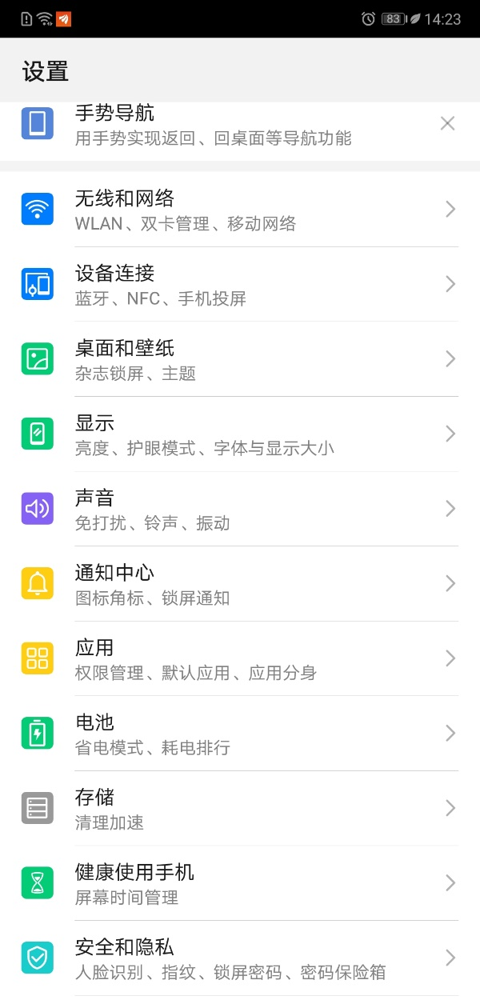 83 14:23
设置
手势导航
用手势实现返回、回桌面等导航功能
无线和网络
WLAN、双卡管理、移动网络
设备连接
蓝牙、NFC、手机投屏
桌面和壁纸
杂志锁屏、主题
显示
亮度、护眼模式、字体与显示大小
声音
免打扰、铃声、振动
通知中心
图标角标、锁屏通知
应用
权限管理、默认应用、应用分身
电池
省电模式、耗电排行
存储
清理加速
健康使用手机
屏幕时间管理
安全和隐私
人脸识别、指纹、锁屏密码、密码保险箱